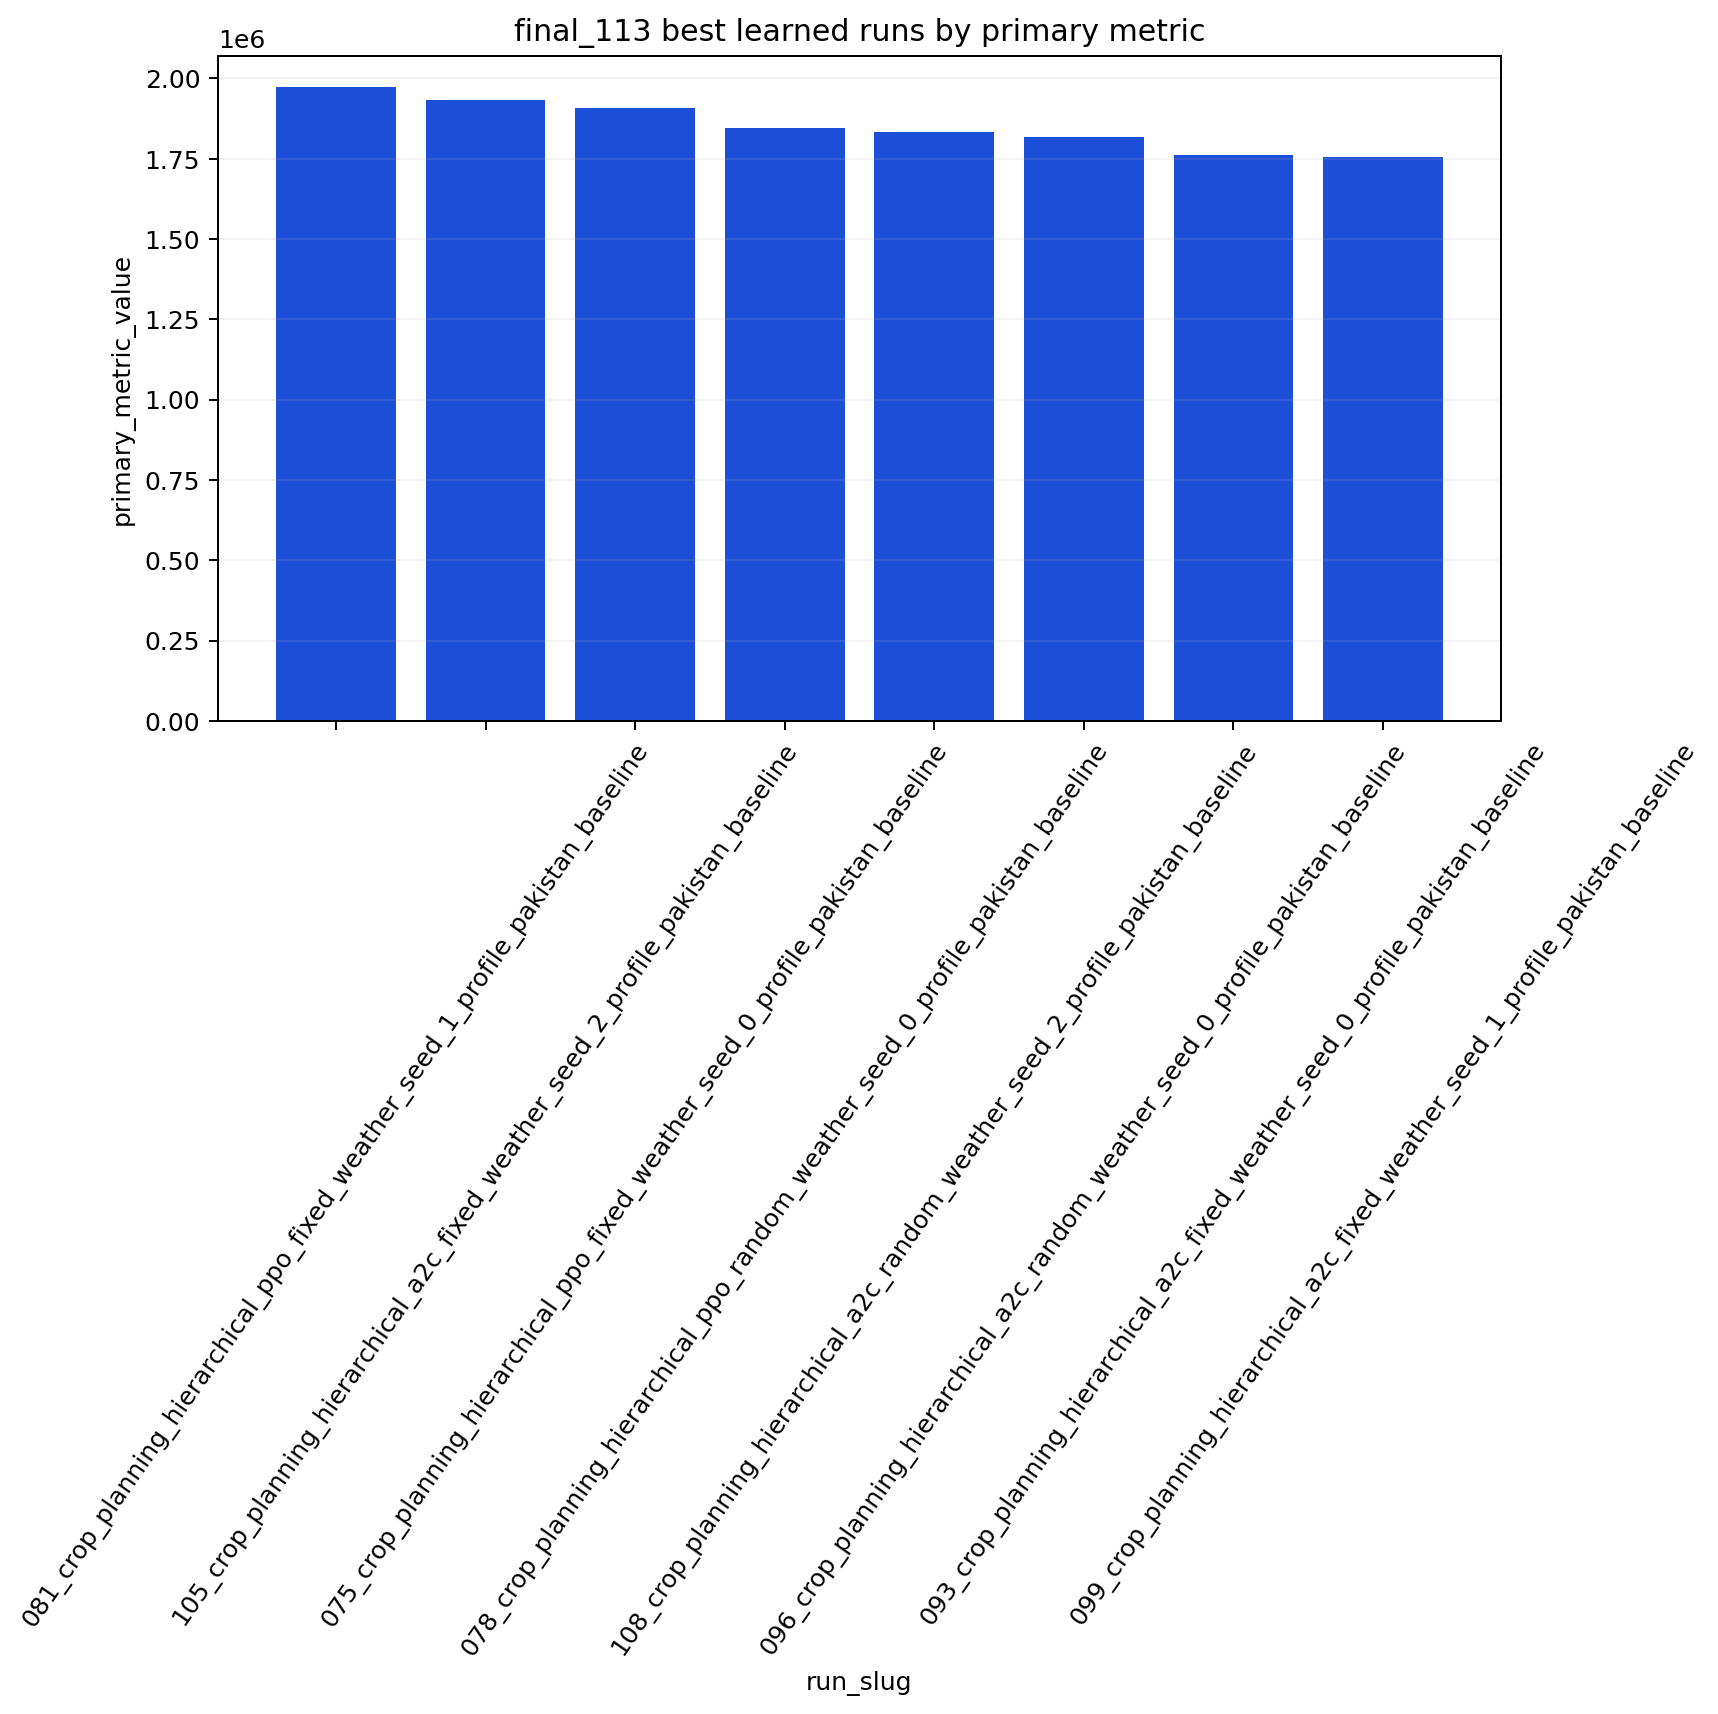 final_113 best learned runs by primary metric
1e6
2.00
1.75
1.50
1.25
1.00
0.75
0.50
0.25
0.00
primary_metric_value
081_crop_planning_hierarchical_ppo_fixed_weather_seed_1_profile_pakistan_baseline
105_crop_planning_hierarchical_a2c_fixed_weather_seed_2_profile_pakistan_baseline
075_crop_planning_hierarchical_ppo_fixed_weather_seed_0_profile_pakistan_baseline
078_crop_planning_hierarchical_ppo_random_weather_seed_0_profile_pakistan_baseline
108_crop_planning_hierarchical_a2c_random_weather_seed_2_profile_pakistan_baseline
096_crop_planning_hierarchical_a2c_random_weather_seed_0_profile_pakistan_baseline
093_crop_planning_hierarchical_a2c_fixed_weather_seed_0_profile_pakistan_baseline
099_crop_planning_hierarchical_a2c_fixed_weather_seed_1_profile_pakistan_baseline
run_slug